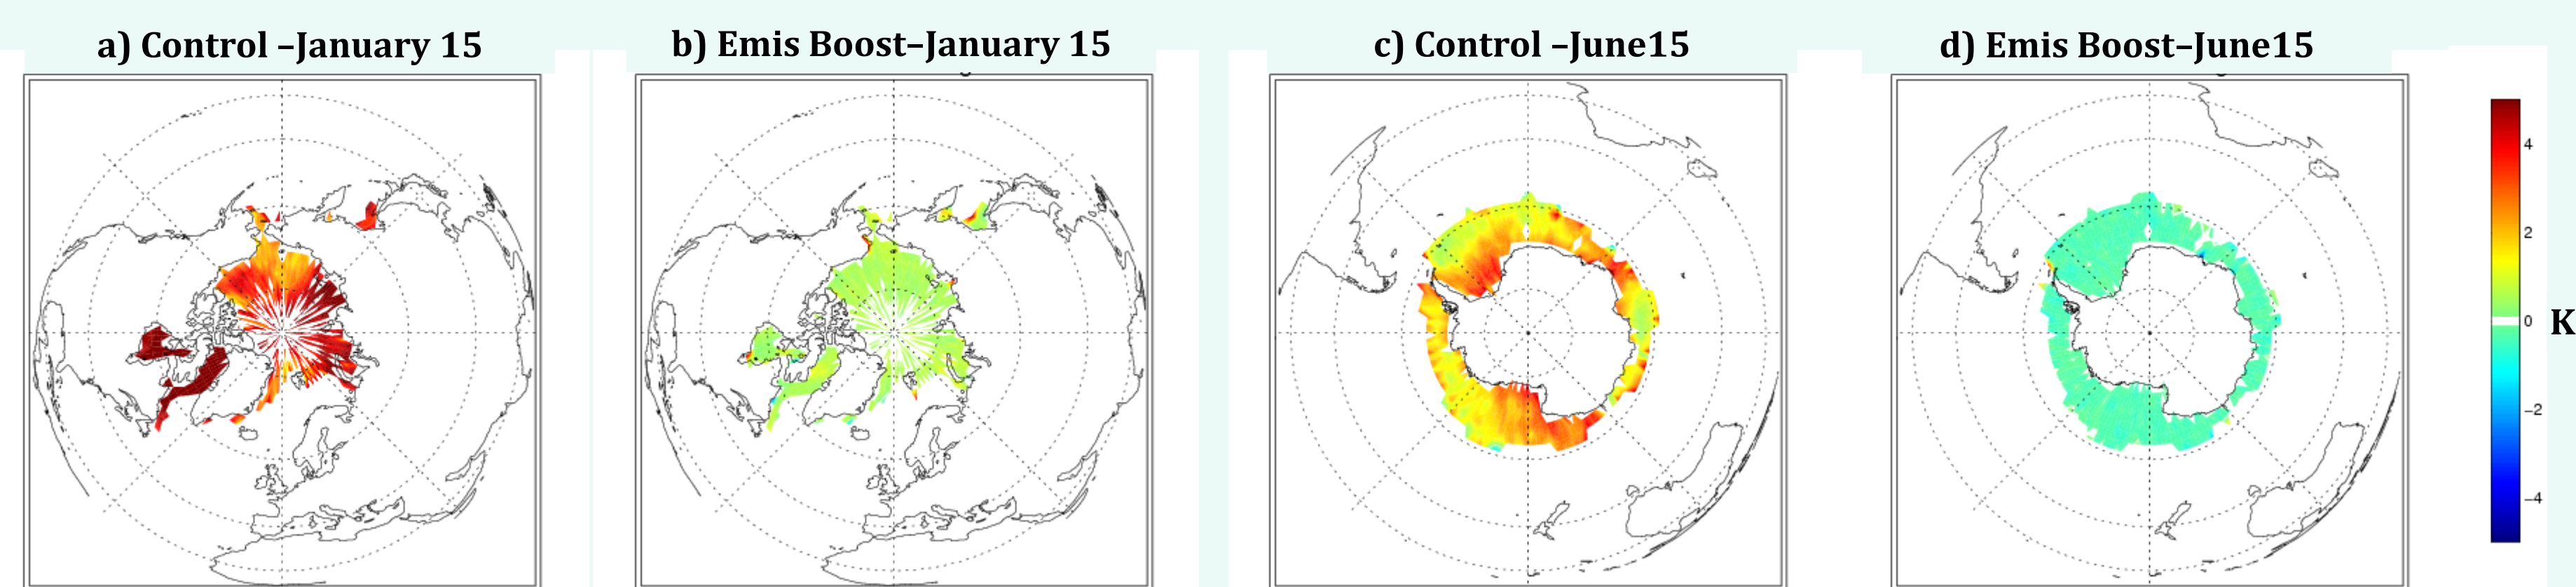 a) Control –January 15
b) Emis Boost–January 15
c) Control –June15
d) Emis Boost–June15
4
2
0
K
−2
−4